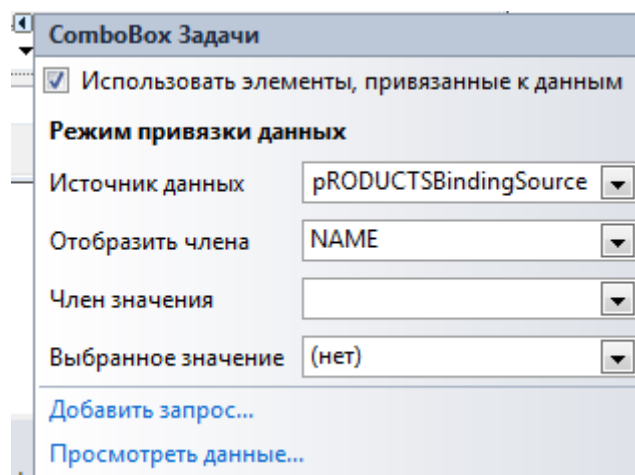 ComboBox Задачи
Использовать элементы, привязанные к данным
Режим привязки данных
Источник данных pRODUCTSBindingSource
Отобразить члена NAME
Член значения
Выбранное значение (нет)
Добавить запрос...
Просмотреть данные...